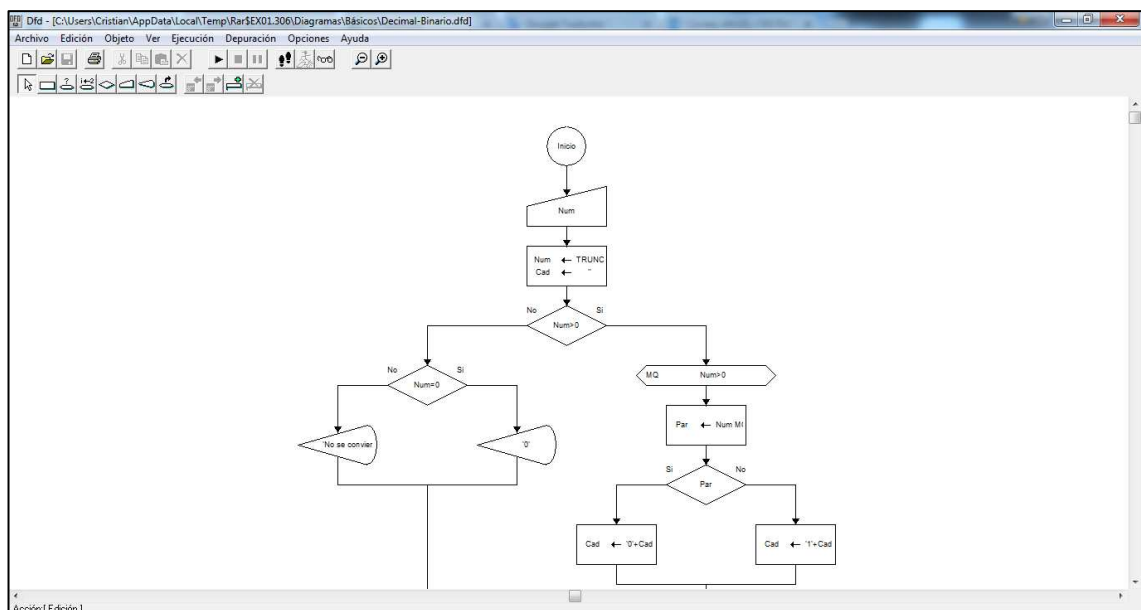 Dfd - [C:\Users\Cristian\AppData\Local\Temp\Rar$EX01.306\Diagramas\Básicos\Decimal-Binario.dfd]
Archivo Edición Objeto Ver Ejecución Depuración Opciones Ayuda
Inicio
Num
Num ← TRUNC
Cad ← ''
No Si
Num>0
No Si
Num=0
MQ Num>0
Par ← Num M(
'No se convier
'0'
Si No
Par
Cad ← '0'+Cad
Cad ← '1'+Cad
Acción:[ Edición ]